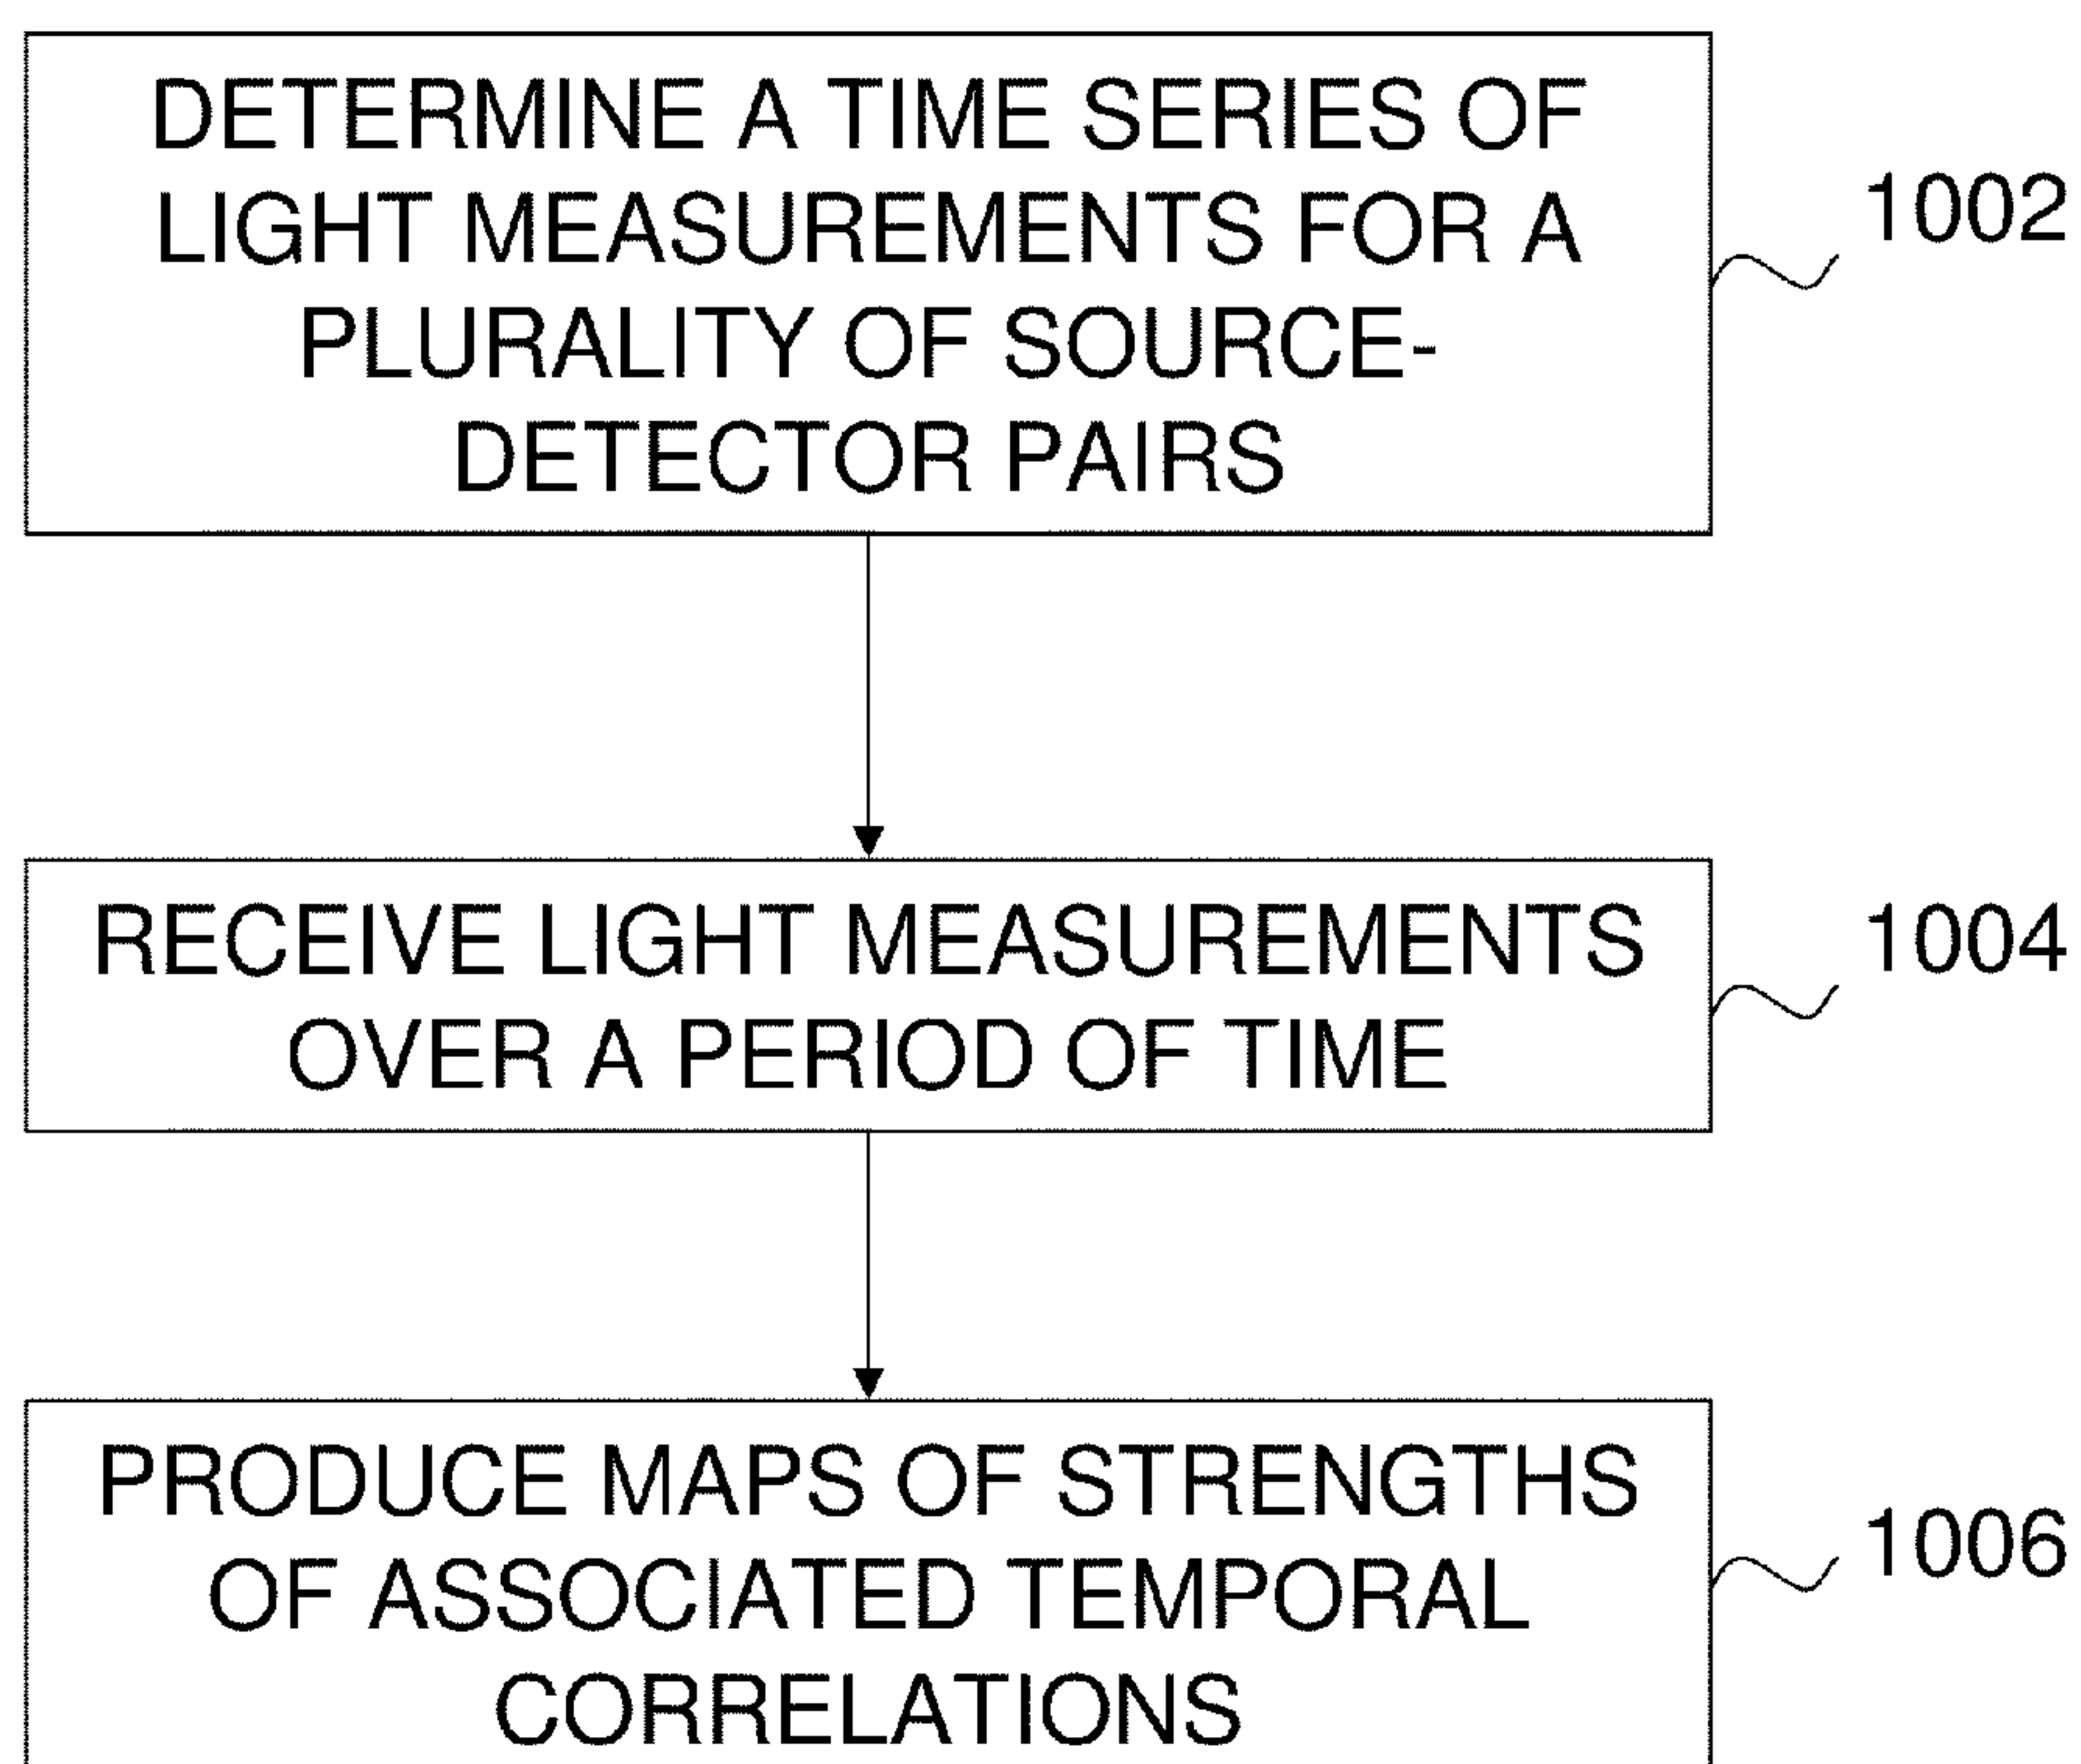 DETERMINE A TIME SERIES OF
LIGHT MEASUREMENTS FOR A
PLURALITY OF SOURCE-
DETECTOR PAIRS
1002
RECEIVE LIGHT MEASUREMENTS
OVER A PERIOD OF TIME
1004
PRODUCE MAPS OF STRENGTHS
OF ASSOCIATED TEMPORAL
CORRELATIONS
1006